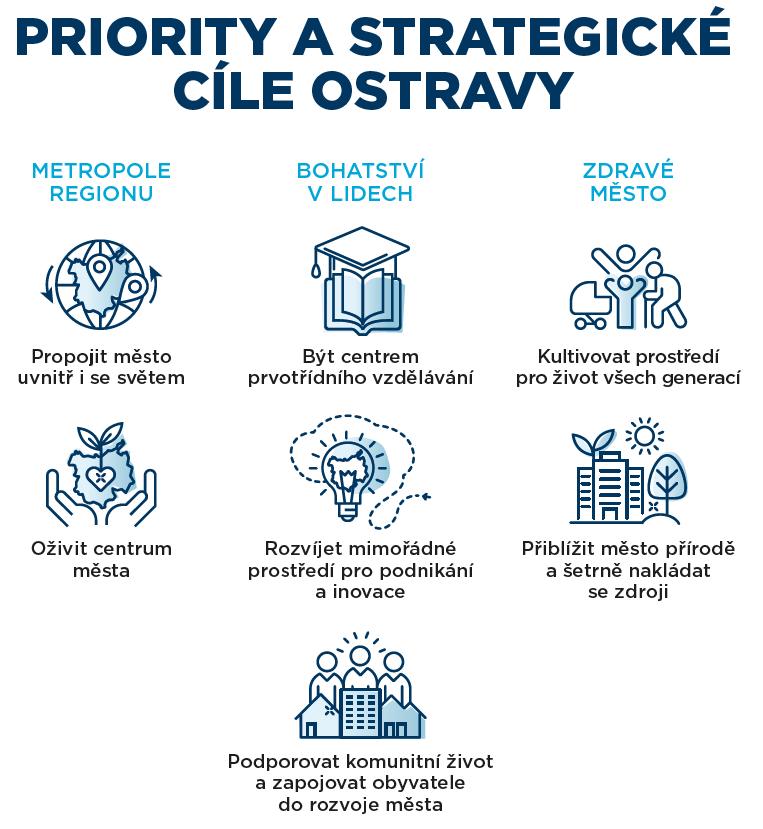 PRIORITY A STRATEGICKÉ
CÍLE OSTRAVY
METROPOLE
REGIONU
Propojit město
uvnitř i se světem
Oživit centrum
města
BOHATSTVÍ
V LIDECH
Být centrem
prvotřídního vzdělávání
Rozvíjet mimořádné
prostředí pro podnikání
a inovace
Podporovat komunitní život
a zapojovat obyvatele
do rozvoje města
ZDRAVÉ
MĚSTO
Kultivovat prostředí
pro život všech generací
Přiblížit město přírodě
a šetrně nakládat
se zdroji